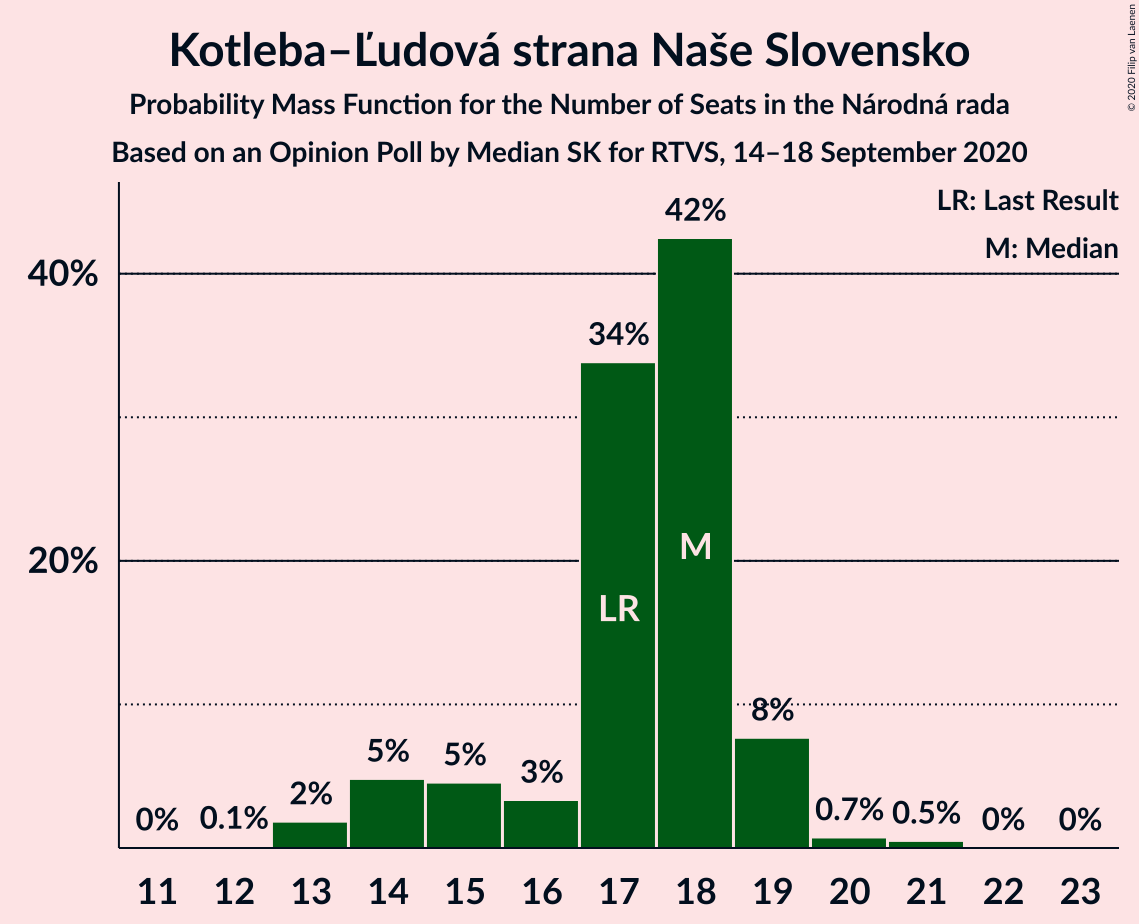 Kotleba–Ľudová strana Naše Slovensko
Probability Mass Function for the Number of Seats in the Národná rada
Based on an Opinion Poll by Median SK for RTVS, 14–18 September 2020
© 2020 Filip van Laenen
LR: Last Result
M: Median
40%
20%
0%
0.1%
2%
5%
5%
3%
34%
42%
8%
0.7%
0.5%
0%
0%
LR
M
11 12 13 14 15 16 17 18 19 20 21 22 23